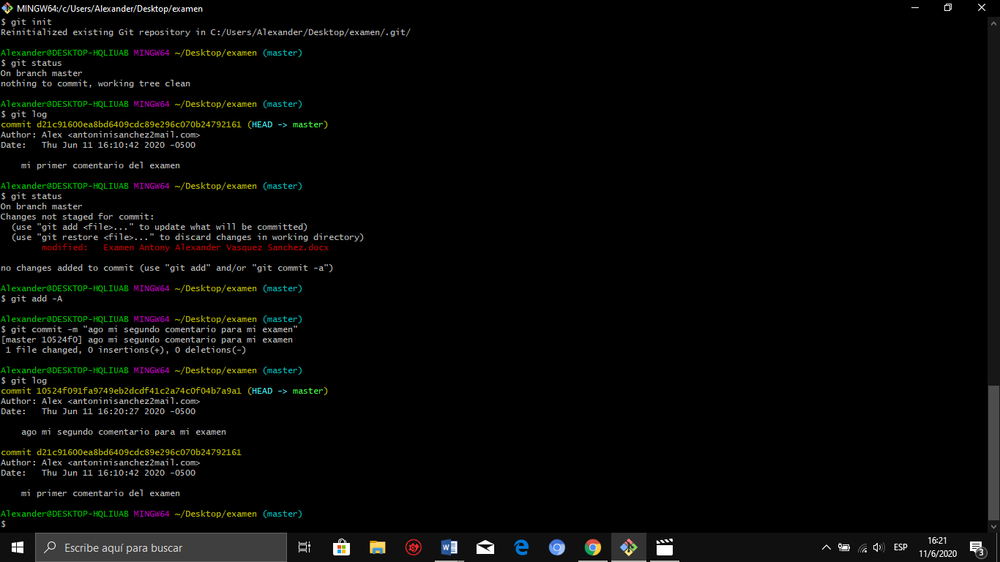 MINGW64:/c/Users/Alexander/Desktop/examen
$ git init
Reinitialized existing Git repository in C:/Users/Alexander/Desktop/examen/.git/
Alexander@DESKTOP-HQLIUAB MINGW64 ~/Desktop/examen (master)
$ git status
On branch master
nothing to commit, working tree clean
Alexander@DESKTOP-HQLIUAB MINGW64 ~/Desktop/examen (master)
$ git log
commit d21c91600ea8bd6409cdc89e296c070b24792161 (HEAD -> master)
Author: Alex <antoninisanchez2mail.com>
Date:   Thu Jun 11 16:10:42 2020 -0500
mi primer comentario del examen
Alexander@DESKTOP-HQLIUAB MINGW64 ~/Desktop/examen (master)
$ git status
On branch master
Changes not staged for commit:
(use "git add <file>..." to update what will be committed)
(use "git restore <file>..." to discard changes in working directory)
modified:   Examen Antony Alexander Vasquez Sanchez.docx
no changes added to commit (use "git add" and/or "git commit -a")
Alexander@DESKTOP-HQLIUAB MINGW64 ~/Desktop/examen (master)
$ git add -A
Alexander@DESKTOP-HQLIUAB MINGW64 ~/Desktop/examen (master)
$ git commit -m "ago mi segundo comentario para mi examen"
[master 10524f0] ago mi segundo comentario para mi examen
1 file changed, 0 insertions(+), 0 deletions(-)
Alexander@DESKTOP-HQLIUAB MINGW64 ~/Desktop/examen (master)
$ git log
commit 10524f091fa9749eb2dcdf41c2a74c0f04b7a9a1 (HEAD -> master)
Author: Alex <antoninisanchez2mail.com>
Date:   Thu Jun 11 16:20:27 2020 -0500
ago mi segundo comentario para mi examen
commit d21c91600ea8bd6409cdc89e296c070b24792161
Author: Alex <antoninisanchez2mail.com>
Date:   Thu Jun 11 16:10:42 2020 -0500
mi primer comentario del examen
Alexander@DESKTOP-HQLIUAB MINGW64 ~/Desktop/examen (master)
$
Escribe aquí para buscar
ESP
16:21
11/6/2020
3